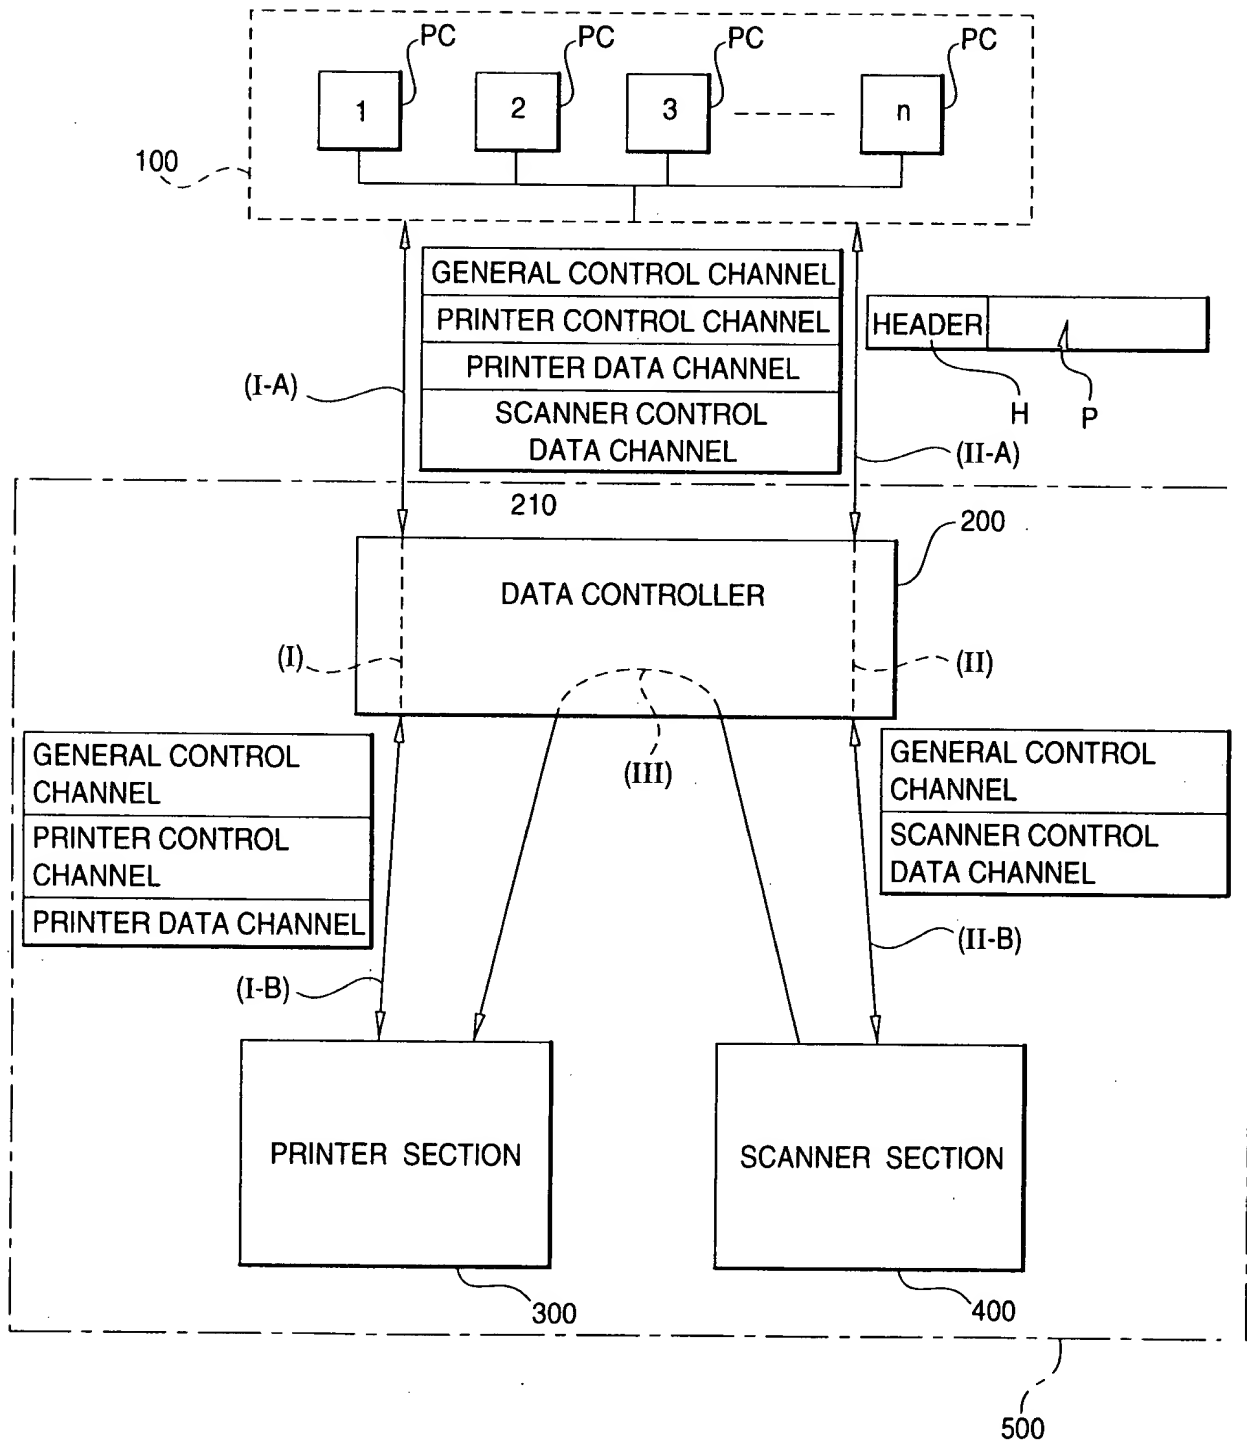 PC
PC
PC
PC
1
2
3
n
100
GENERAL CONTROL CHANNEL
PRINTER CONTROL CHANNEL
PRINTER DATA CHANNEL
SCANNER CONTROL
DATA CHANNEL
HEADER
H
P
(I-A)
(II-A)
210
200
DATA CONTROLLER
(I)
(II)
(III)
GENERAL CONTROL
CHANNEL
PRINTER CONTROL
CHANNEL
PRINTER DATA CHANNEL
GENERAL CONTROL
CHANNEL
SCANNER CONTROL
DATA CHANNEL
(I-B)
(II-B)
PRINTER SECTION
SCANNER SECTION
300
400
500